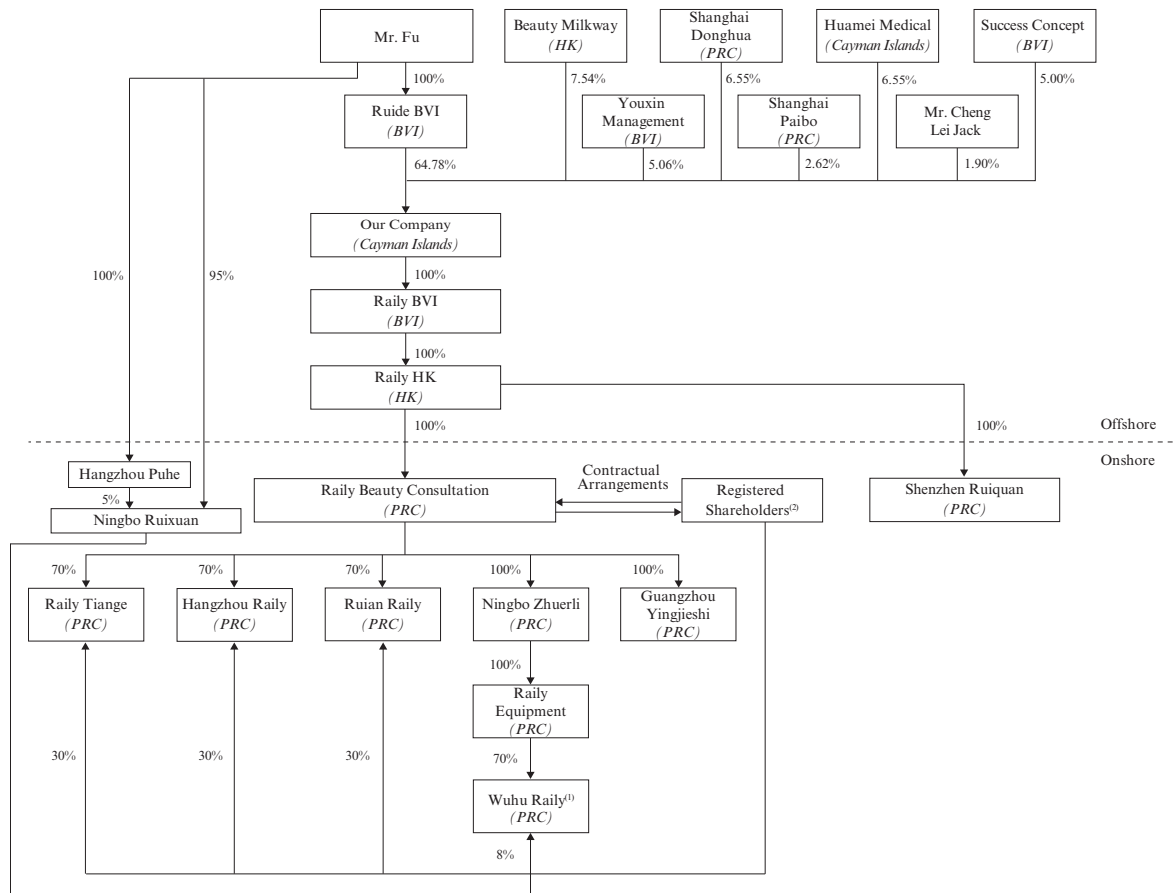 Mr. Fu
Beauty Milkway
(HK)
Shanghai
Donghua
(PRC)
Huamei Medical
(Cayman Islands)
Success Concept
(BVI)
100%
7.54%
6.55%
6.55%
5.00%
Ruide BVI
(BVI)
Youxin
Management
(BVI)
Shanghai
Paibo
(PRC)
Mr. Cheng
Lei Jack
64.78%
5.06%
2.62%
1.90%
Our Company
(Cayman Islands)
100%
95%
100%
Raily BVI
(BVI)
100%
Raily HK
(HK)
100%
100%
Offshore
Onshore
Hangzhou Puhe
5%
Ningbo Ruixuan
Raily Beauty Consultation
(PRC)
Contractual
Arrangements
Registered
Shareholders(2)
Shenzhen Ruiquan
(PRC)
70%
70%
70%
100%
100%
Raily Tiange
(PRC)
Hangzhou Raily
(PRC)
Ruian Raily
(PRC)
Ningbo Zhuerli
(PRC)
Guangzhou
Yingjieshi
(PRC)
100%
Raily
Equipment
(PRC)
30%
30%
30%
70%
Wuhu Raily(1)
(PRC)
8%